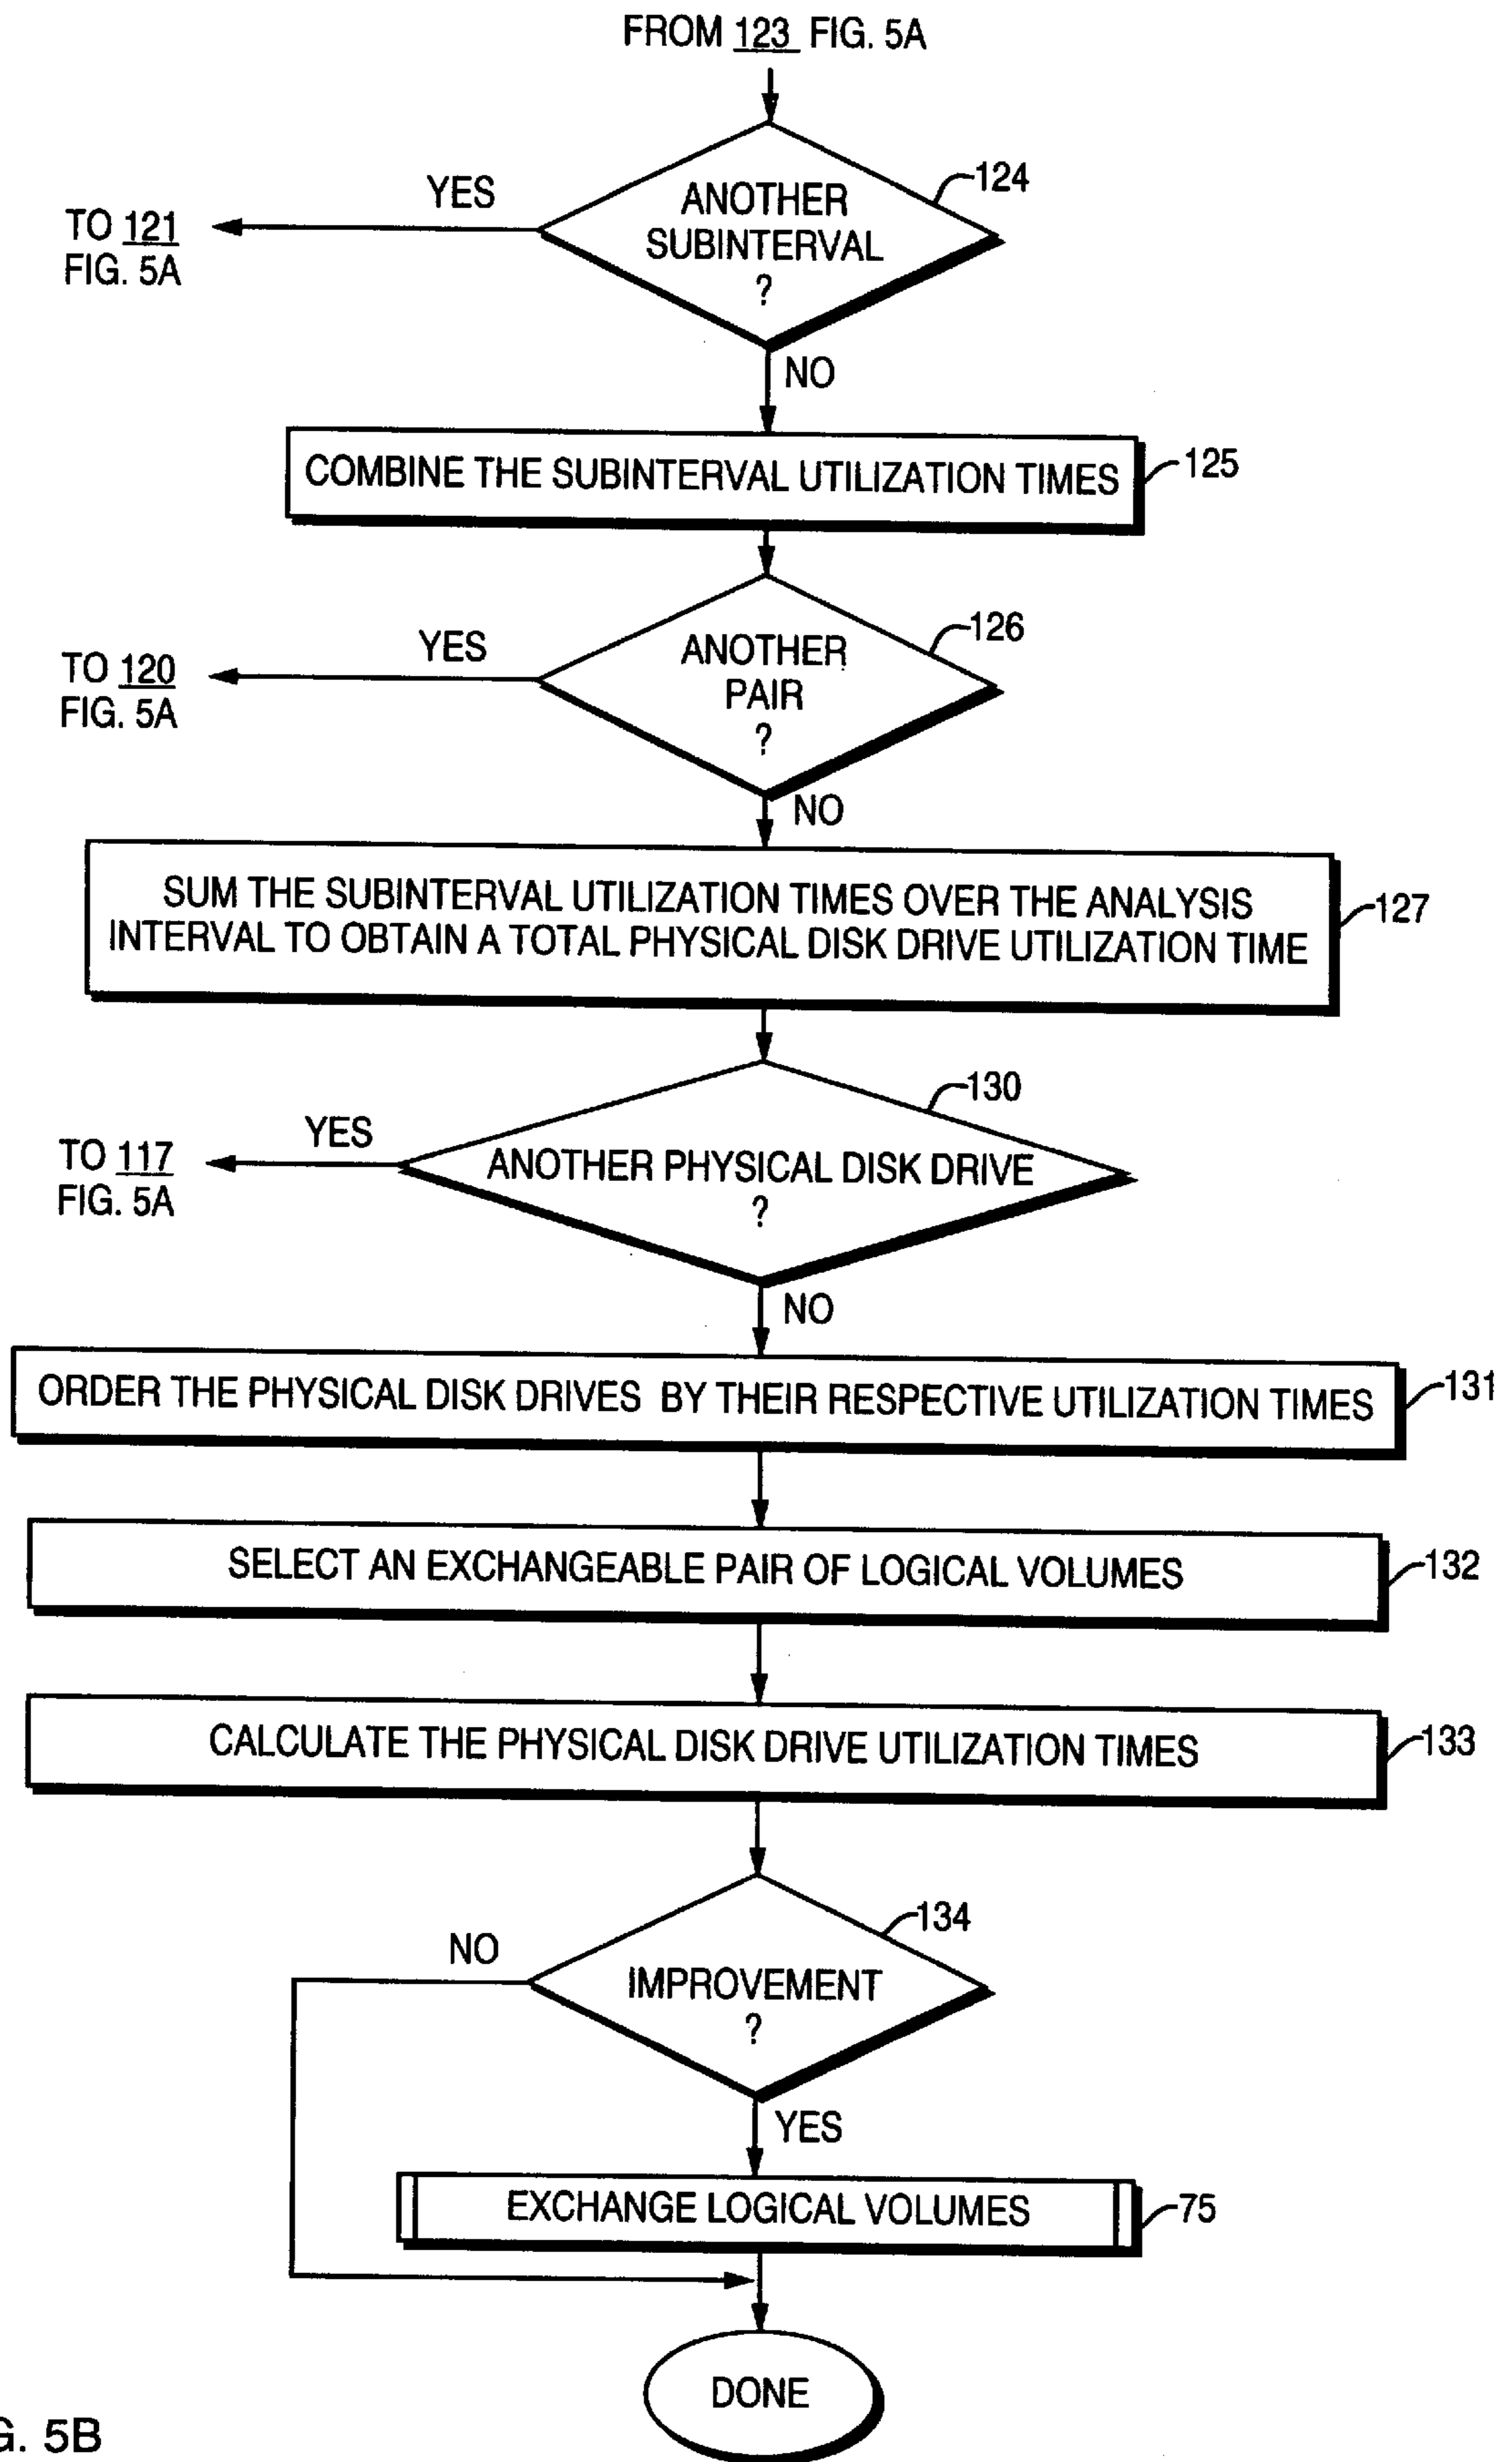 FROM 123 FIG. 5A
124
YES
ANOTHER
SUBINTERVAL
?
TO 121
FIG. 5A
NO
COMBINE THE SUBINTERVAL UTILIZATION TIMES
125
126
YES
ANOTHER
PAIR
?
TO 120
FIG. 5A
NO
SUM THE SUBINTERVAL UTILIZATION TIMES OVER THE ANALYSIS
INTERVAL TO OBTAIN A TOTAL PHYSICAL DISK DRIVE UTILIZATION TIME
127
130
YES
ANOTHER PHYSICAL DISK DRIVE
?
TO 117
FIG. 5A
NO
ORDER THE PHYSICAL DISK DRIVES BY THEIR RESPECTIVE UTILIZATION TIMES
131
SELECT AN EXCHANGEABLE PAIR OF LOGICAL VOLUMES
132
CALCULATE THE PHYSICAL DISK DRIVE UTILIZATION TIMES
133
134
NO
IMPROVEMENT
?
YES
EXCHANGE LOGICAL VOLUMES
75
DONE
G. 5B